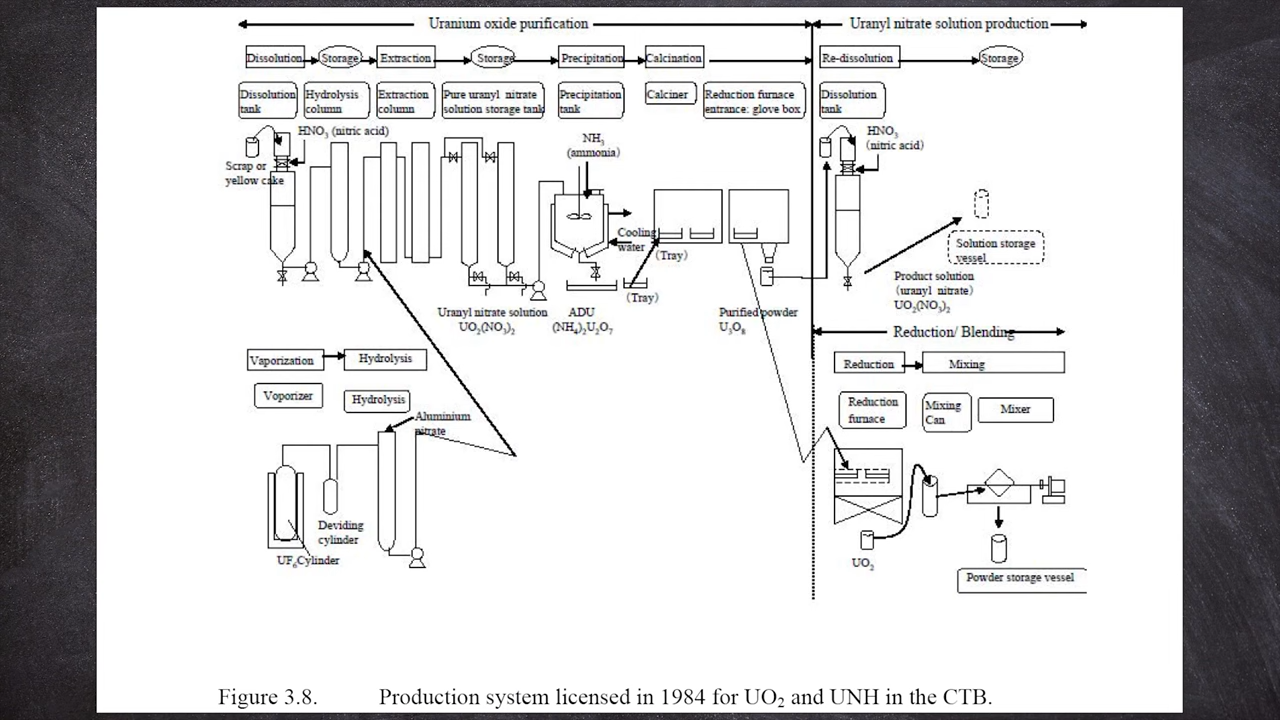 Uranium oxide purification
Uranyl nitrate solution production
Dissolution
Storage
Extraction
Storage
Precipitation
Calcination
Re-dissolution
Storage
Dissolution
tank
Hydrolysis
column
Extraction
column
Pure uranyl nitrate
solution storage tank
Precipitation
tank
Calciner
Reduction furnace
entrance: glove box
Dissolution
tank
HNO3 (nitric acid)
Scrap or
yellow cake
NH3
(ammonia)
HNO3
(nitric acid)
Cooling
water
(Tray)
(Tray)
Solution storage
vessel
Product solution
(uranyl nitrate)
UO2(NO3)2
Uranyl nitrate solution
UO2(NO3)2
ADU
(NH4)2U2O7
Purified powder
U3O8
Reduction/ Blending
Vaporization
Hydrolysis
Reduction
Mixing
Voporizer
Hydrolysis
Reduction
furnace
Mixing
Can
Mixer
Aluminium
nitrate
Deviding
cylinder
UF6Cylinder
UO2
Powder storage vessel
Figure 3.8. Production system licensed in 1984 for UO2 and UNH in the CTB.